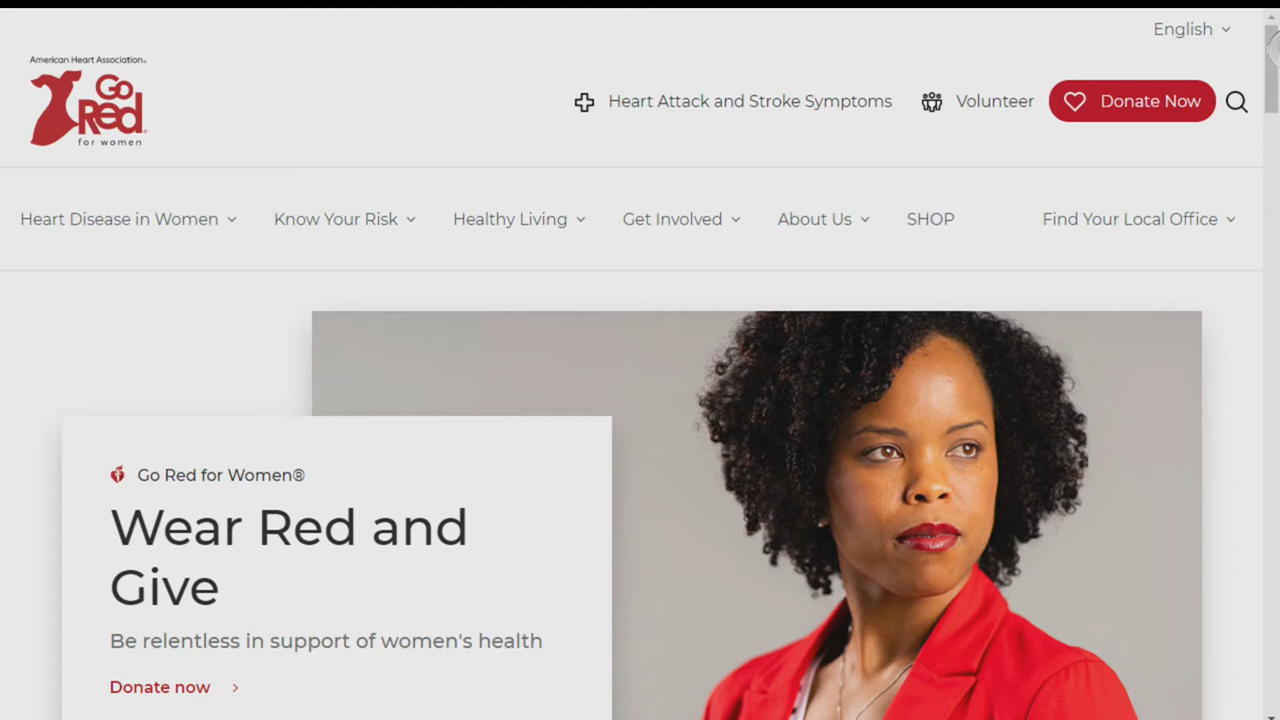 English
American Heart Association®
Go
Red®
for women
Heart Attack and Stroke Symptoms
Volunteer
Donate Now
Heart Disease in Women
Know Your Risk
Healthy Living
Get Involved
About Us
SHOP
Find Your Local Office
Go Red for Women®
Wear Red and
Give
Be relentless in support of women's health
Donate now